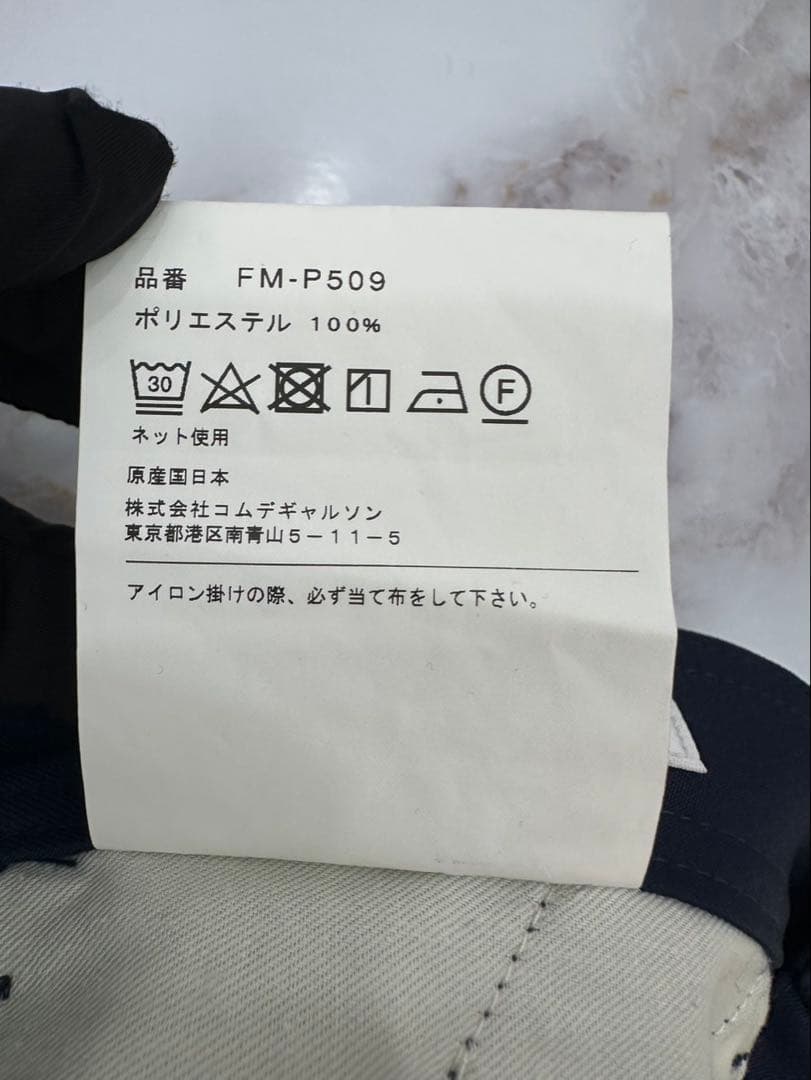 品番 FM-P509
ポリエステル 100%
30 F
ネット使用
原産国日本
株式会社コムデギャルソン
東京都港区南青山5-11-5
アイロン掛けの際、必ず当て布をして下さい。